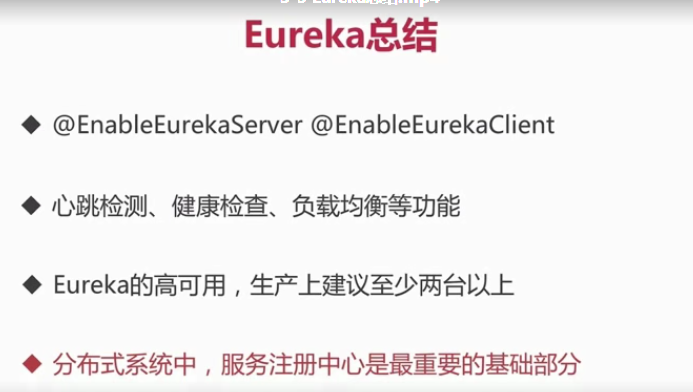 Eureka总结
◆ @EnableEurekaServer @EnableEurekaClient
◆ 心跳检测、健康检查、负载均衡等功能
◆ Eureka的高可用，生产上建议至少两台以上
◆ 分布式系统中，服务注册中心是最重要的基础部分